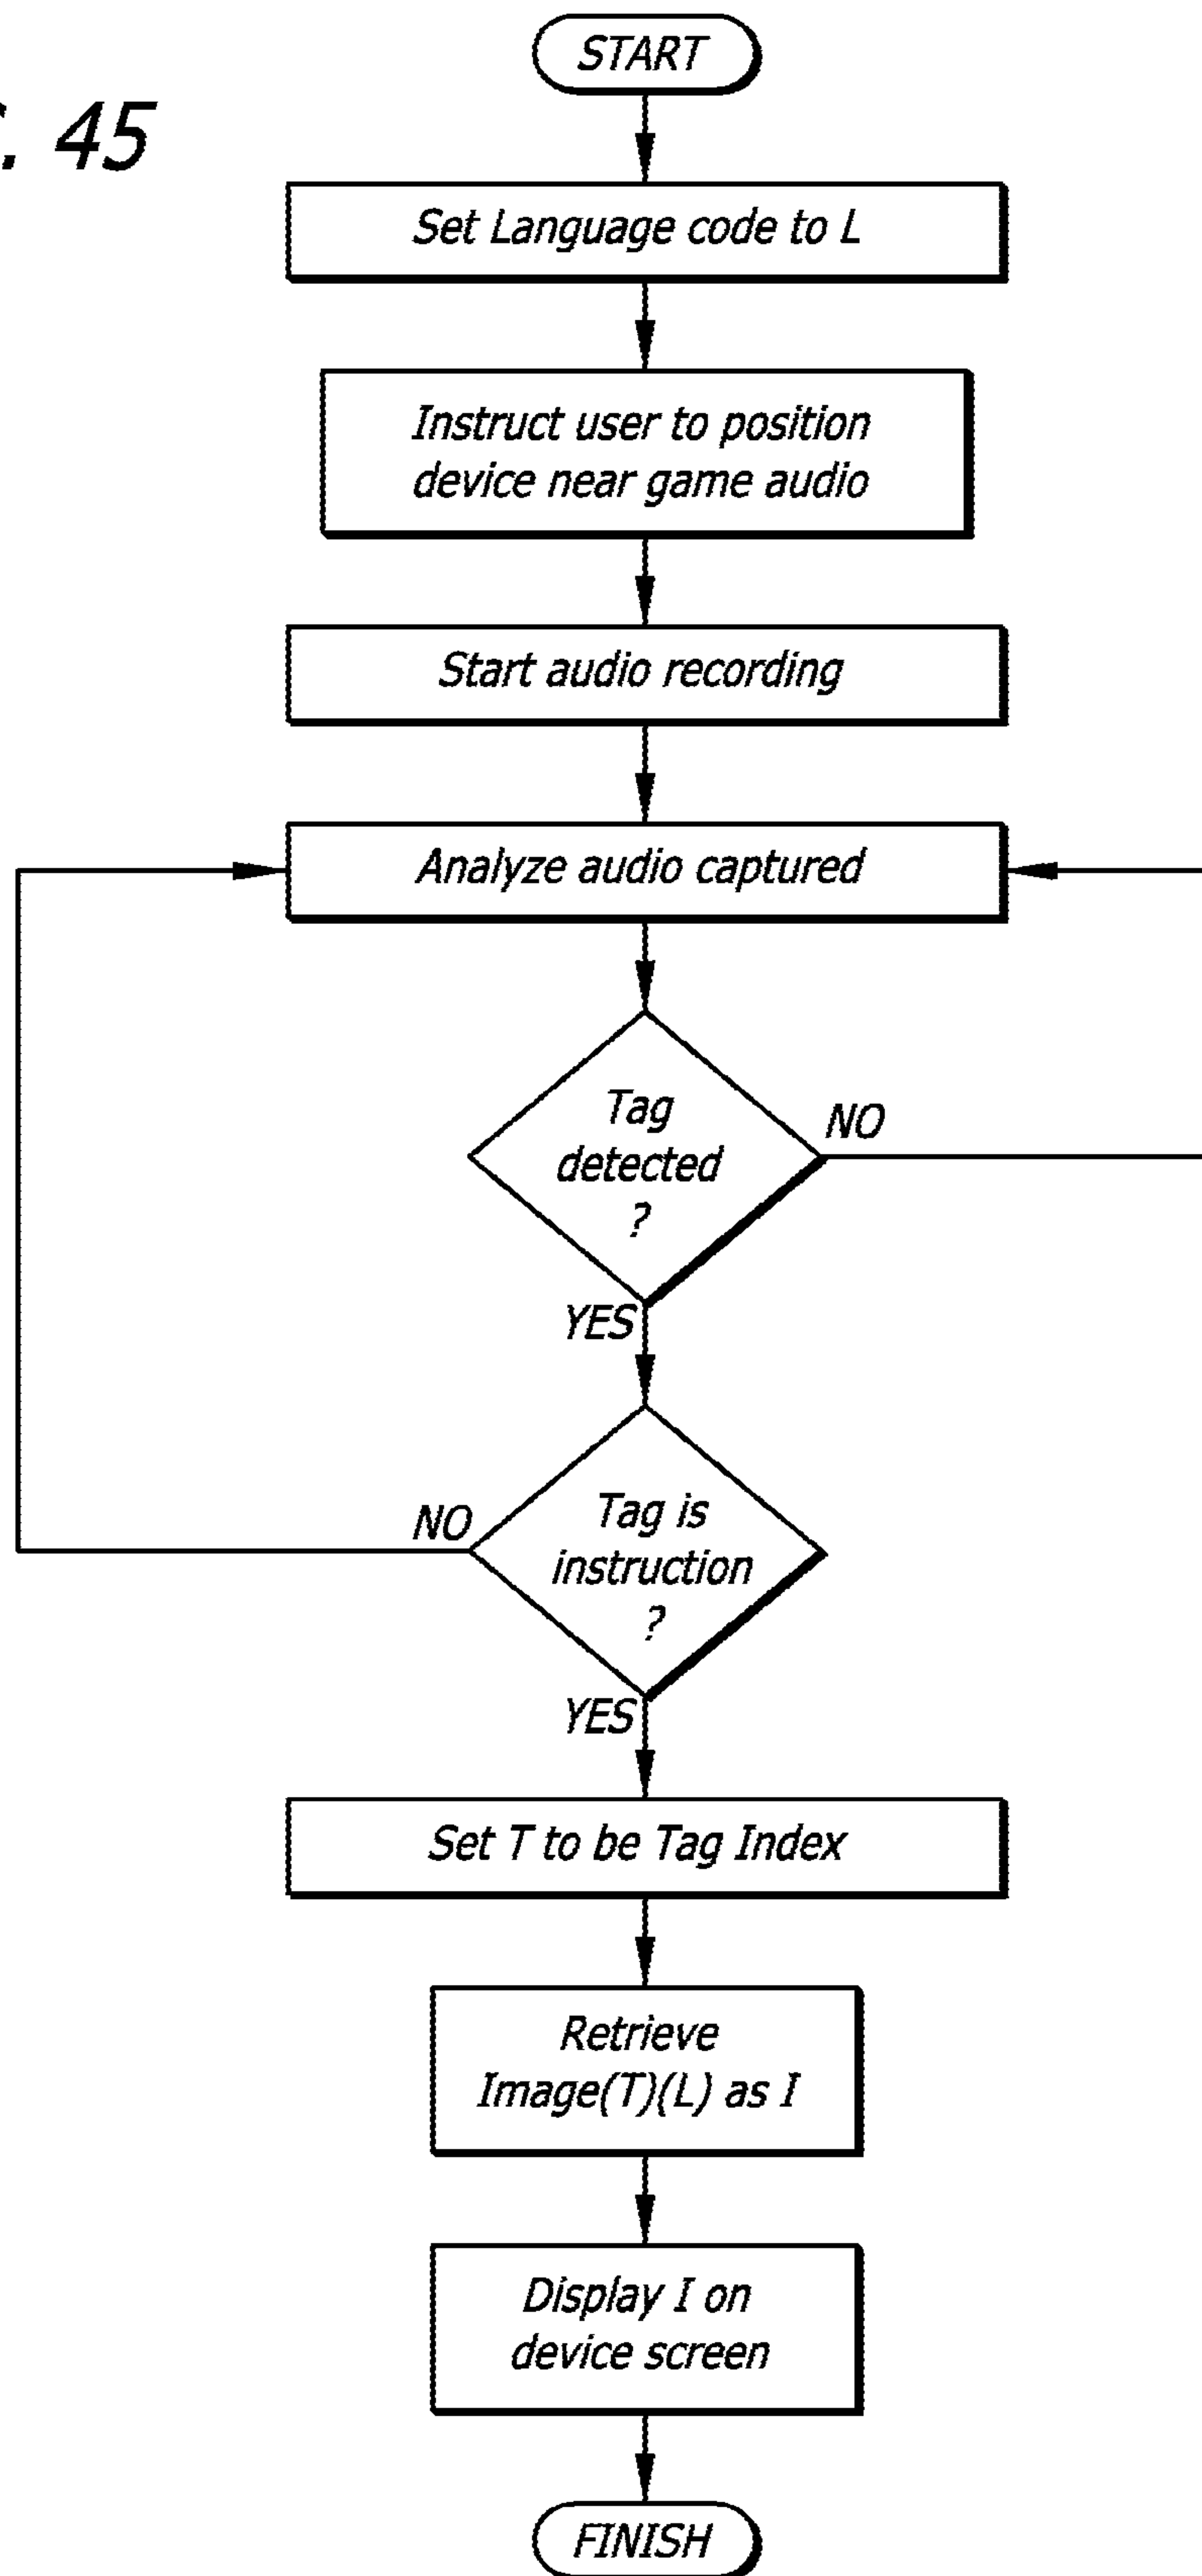 START
. 45
Set Language code to L
Instruct user to position
device near game audio
Start audio recording
Analyze audio captured
Tag
detected
?
NO
YES
NO
Tag is
instruction
?
YES
Set T to be Tag Index
Retrieve
Image(T)(L) as I
Display I on
device screen
FINISH